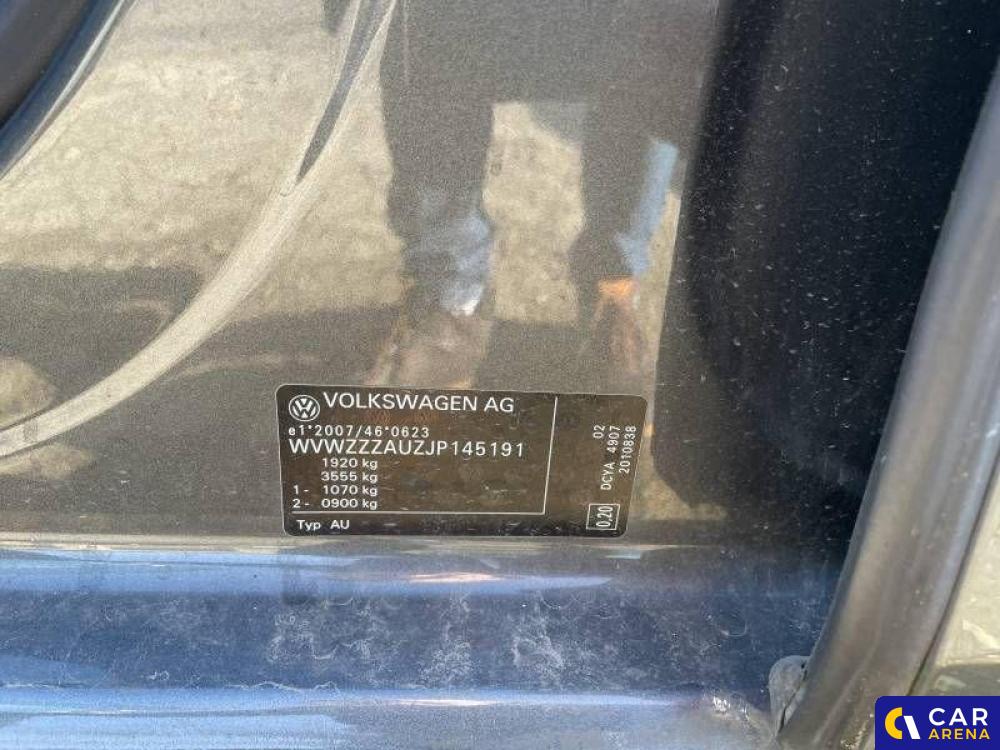 VOLKSWAGEN AG
e1*2007/46*0623
WVWZZZAUZJP145191
1920 kg
3555 kg
1- 1070 kg
2- 0900 kg
Typ AU
02
DCYA 4907
2010838
0,20
CAR
ARENA